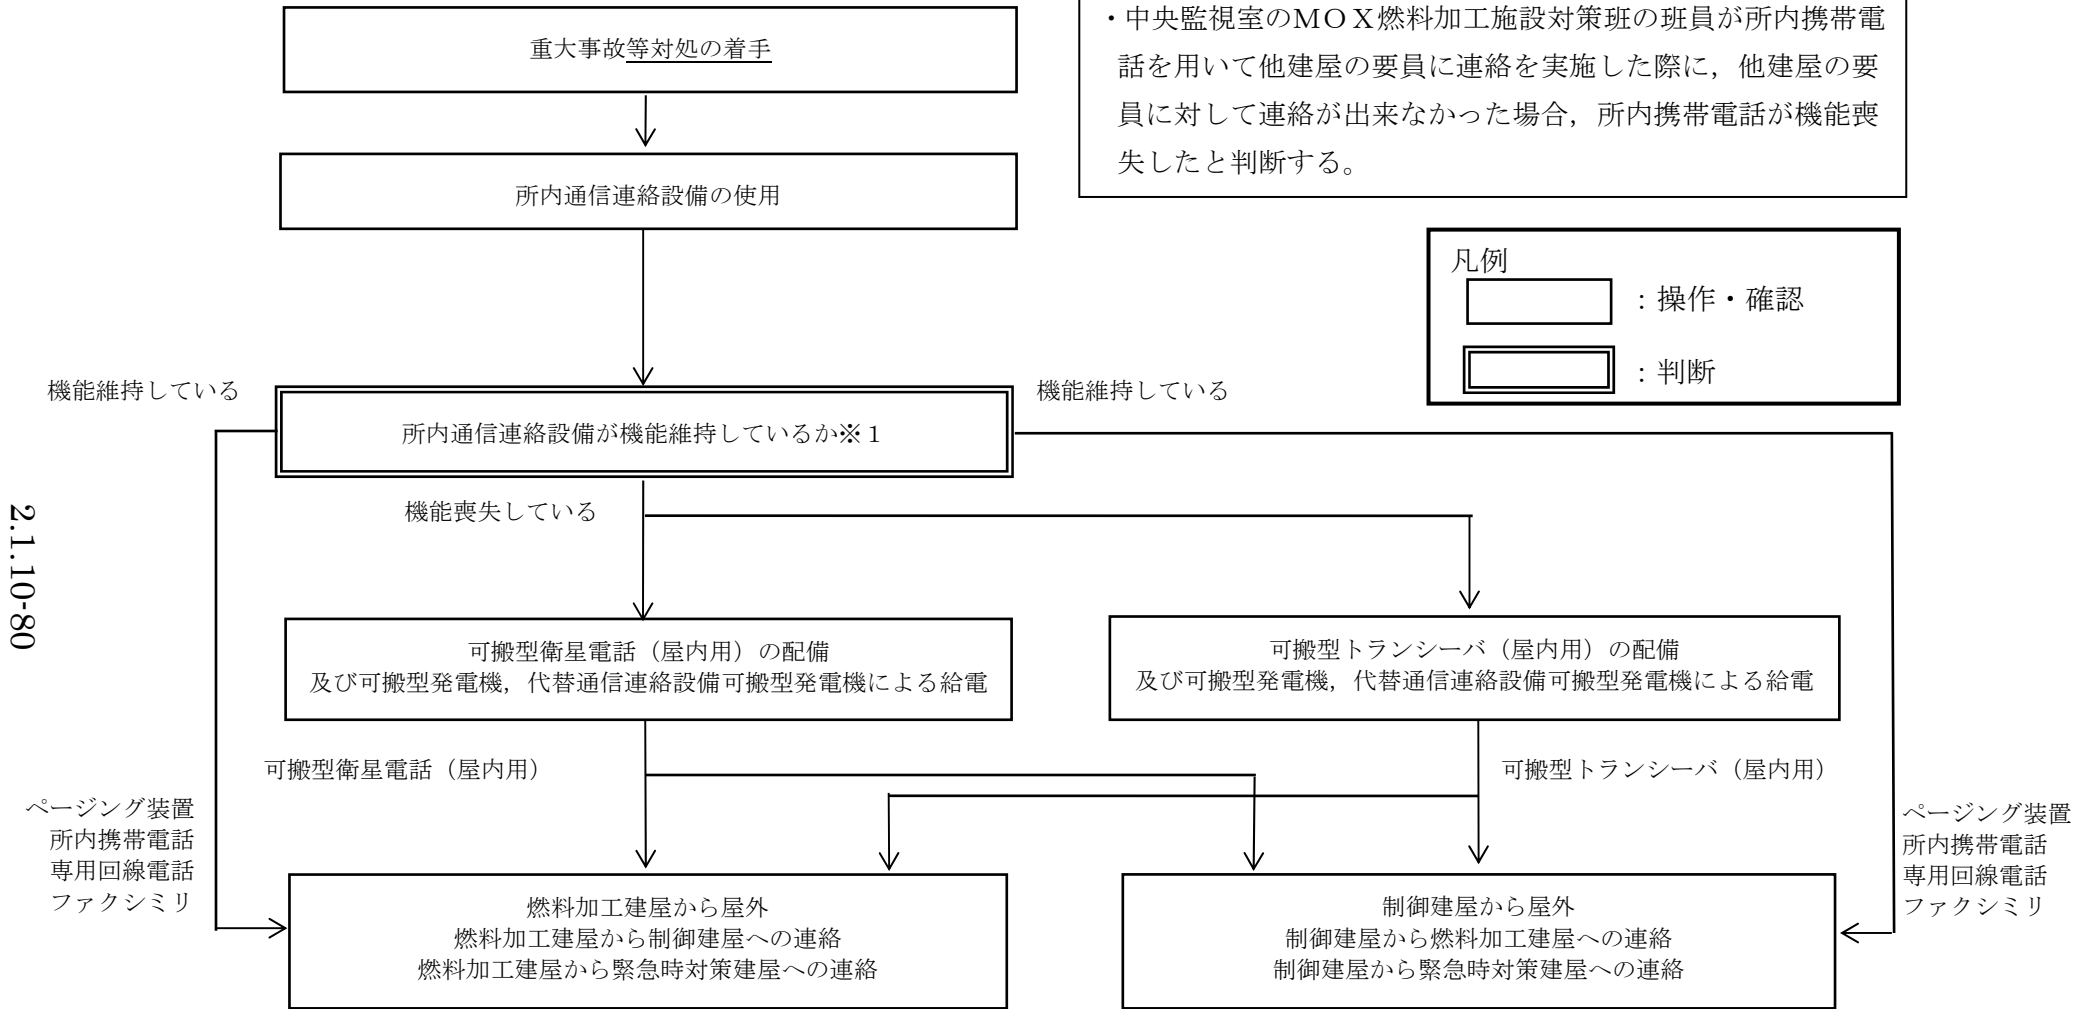 重大事故等対処の着手
・中央監視室のMOX燃料加工施設対策班の班員が所内携帯電
話を用いて他建屋の要員に連絡を実施した際に，他建屋の要
員に対して連絡が出来なかった場合，所内携帯電話が機能喪
失したと判断する。
所内通信連絡設備の使用
凡例
：操作・確認
：判断
機能維持している
機能維持している
所内通信連絡設備が機能維持しているか※１
機能喪失している
可搬型衛星電話（屋内用）の配備
及び可搬型発電機，代替通信連絡設備可搬型発電機による給電
可搬型トランシーバ（屋内用）の配備
及び可搬型発電機，代替通信連絡設備可搬型発電機による給電
可搬型衛星電話（屋内用）
可搬型トランシーバ（屋内用）
ページング装置
所内携帯電話
専用回線電話
ファクシミリ
ページング装置
所内携帯電話
専用回線電話
ファクシミリ
燃料加工建屋から屋外
燃料加工建屋から制御建屋への連絡
燃料加工建屋から緊急時対策建屋への連絡
制御建屋から屋外
制御建屋から燃料加工建屋への連絡
制御建屋から緊急時対策建屋への連絡
2.1.10-80